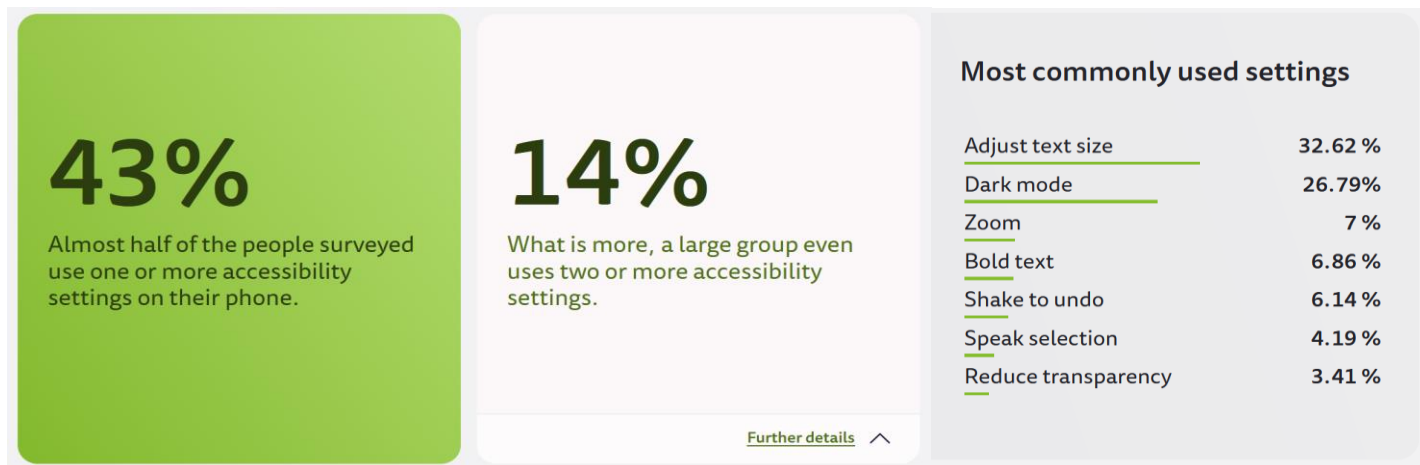 43%
Almost half of the people surveyed
use one or more accessibility
settings on their phone.
14%
What is more, a large group even
uses two or more accessibility
settings.
Further details
Most commonly used settings
Adjust text size 32.62 %
Dark mode 26.79%
Zoom 7 %
Bold text 6.86 %
Shake to undo 6.14 %
Speak selection 4.19 %
Reduce transparency 3.41 %